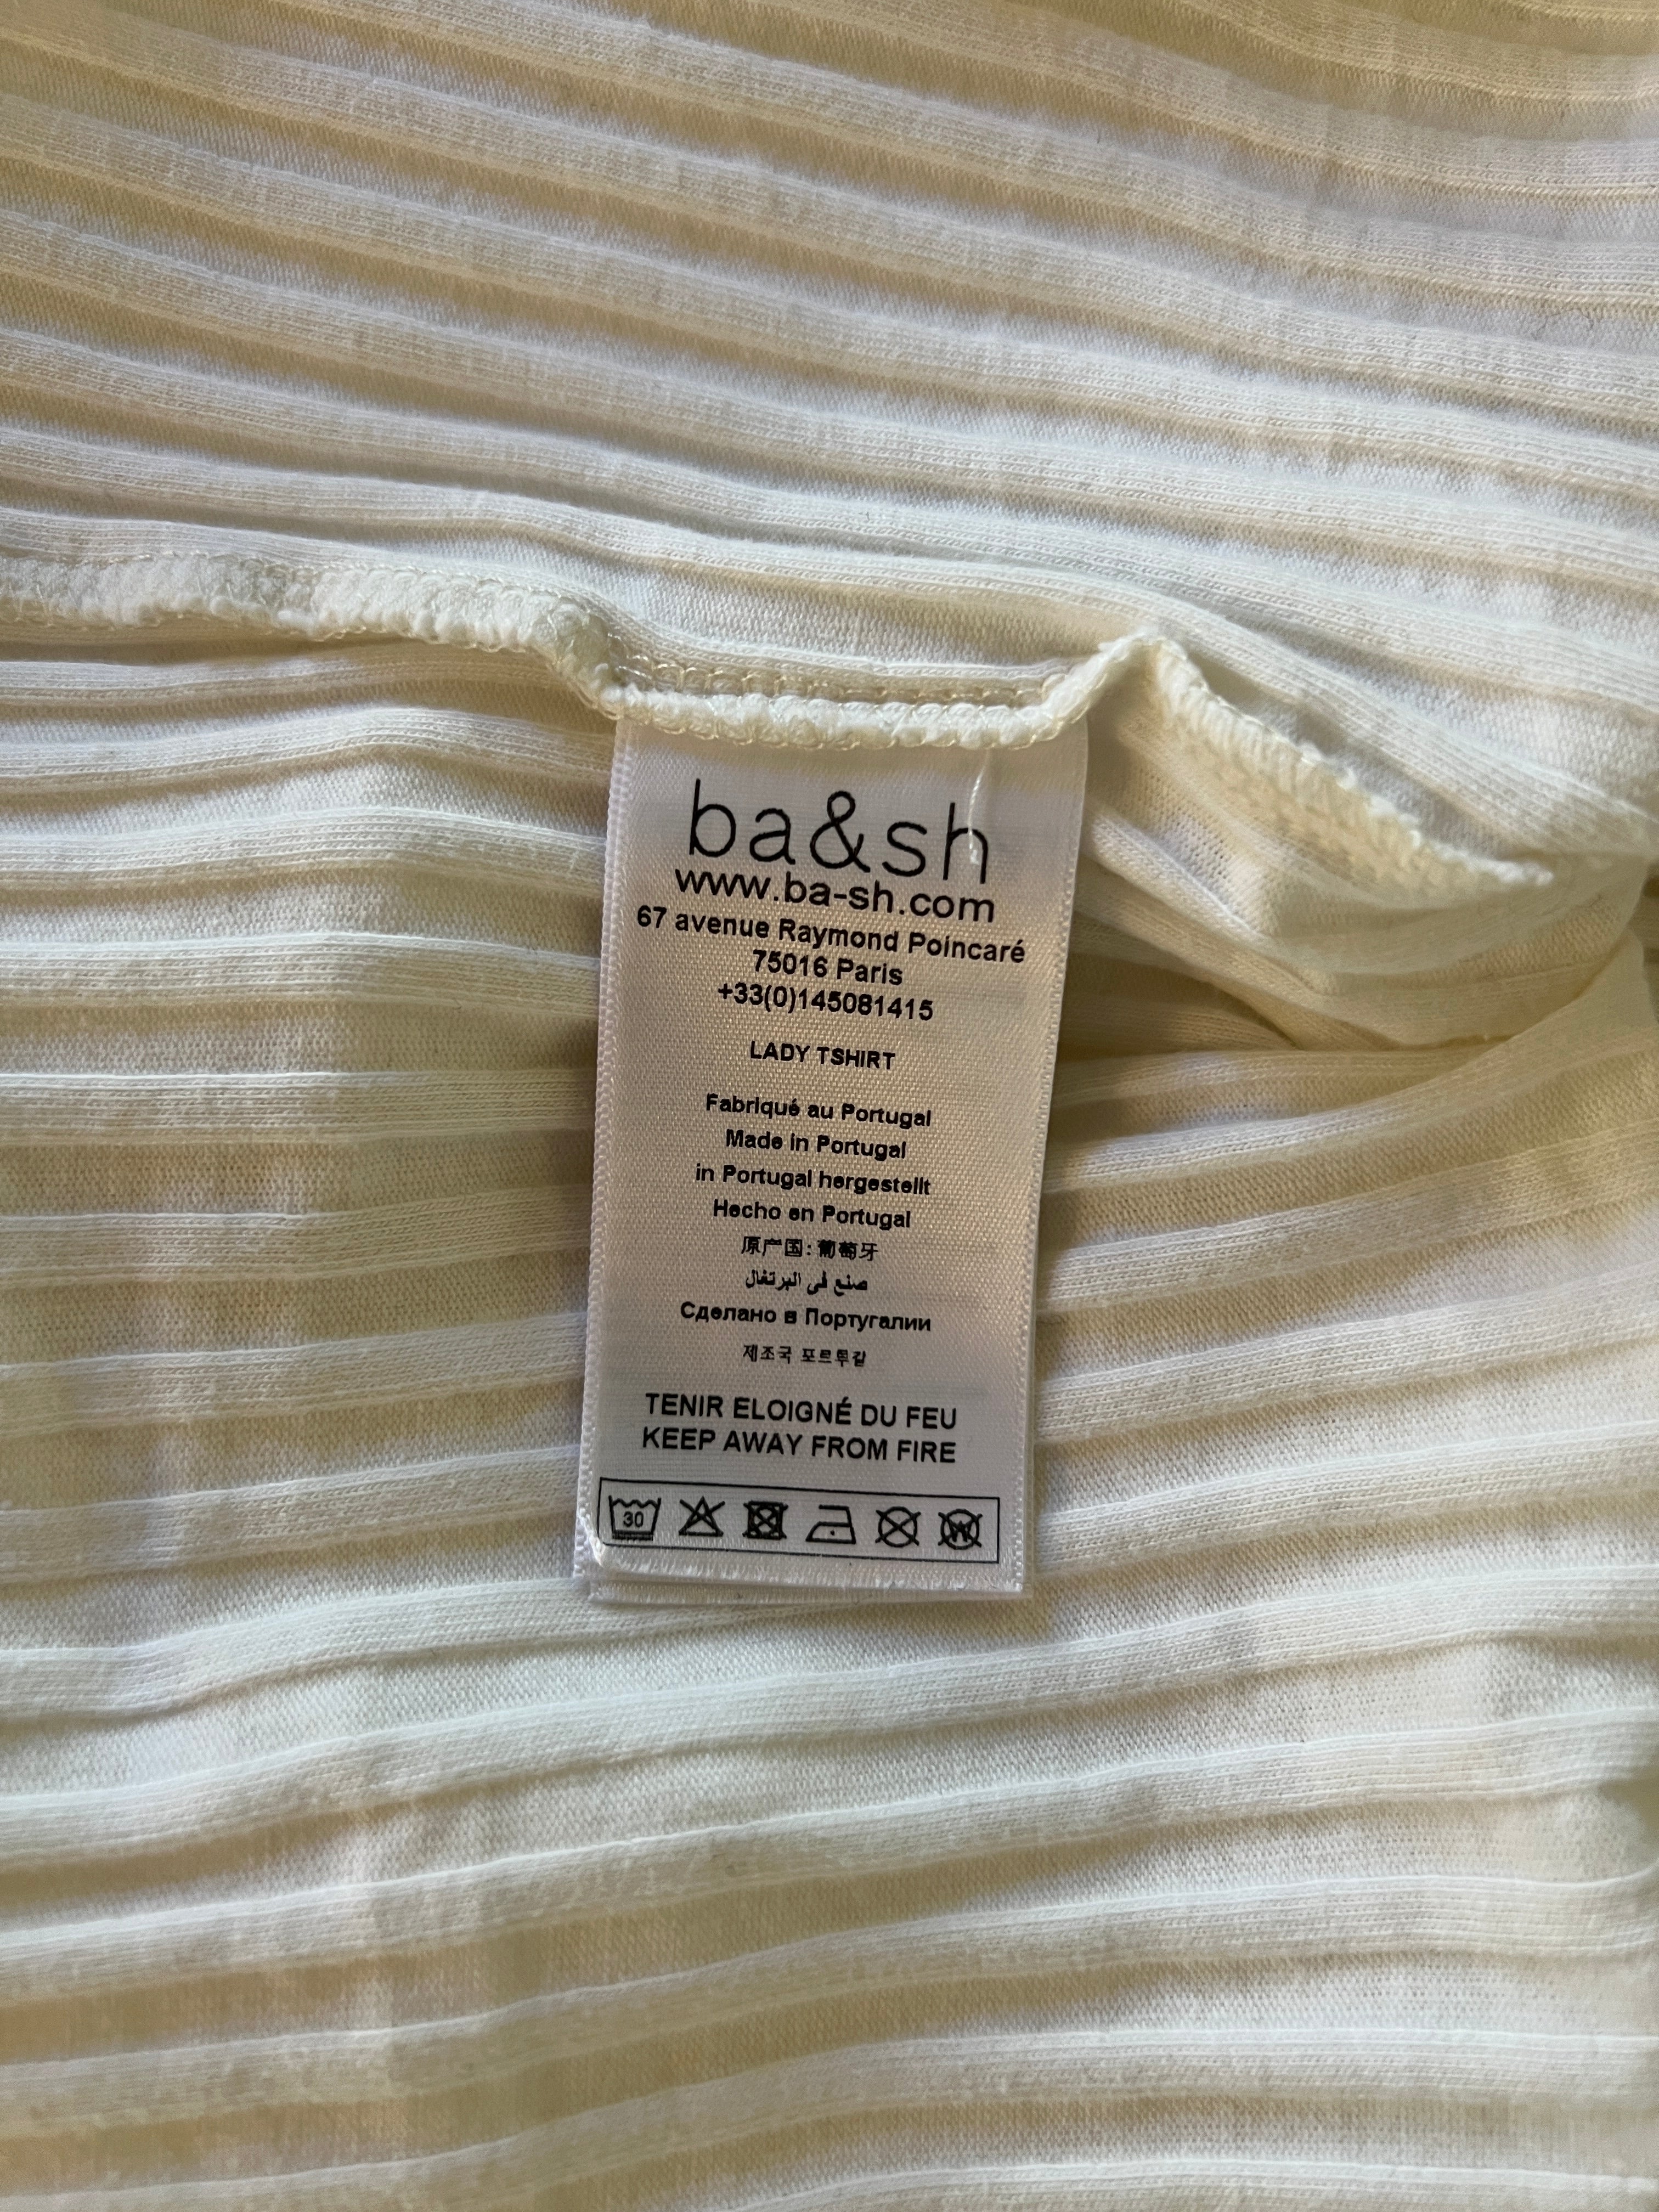 ba&sh
www.ba-sh.com
67 avenue Raymond Poincaré
75016 Paris
+33(0)145081415
LADY TSHIRT
Fabriqué au Portugal
Made in Portugal
in Portugal hergestellt
Hecho en Portugal
原产国：葡萄牙
صنع في البرتغال
Сделано в Португалии
제조국 포르투갈
TENIR ELOIGNÉ DU FEU
KEEP AWAY FROM FIRE
30 W